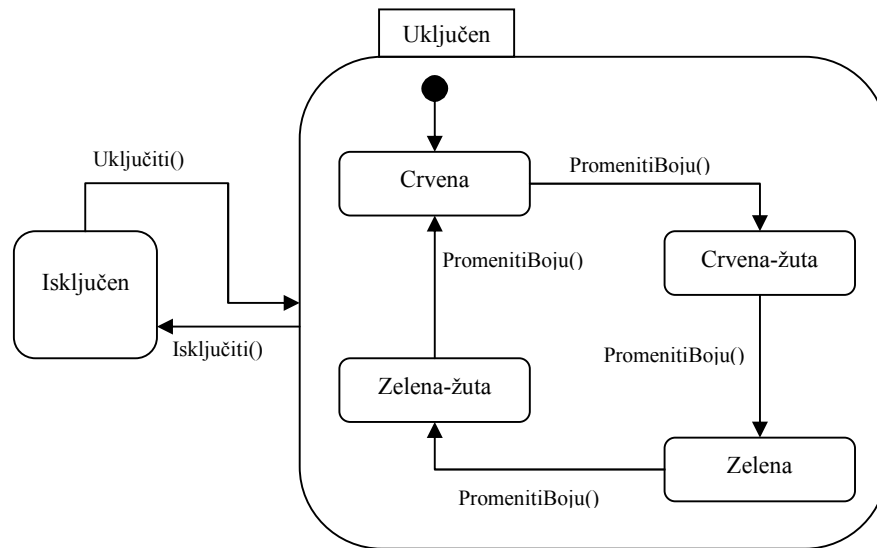 Uključen
Uključiti()
Crvena
PromenitiBoju()
Isključen
PromenitiBoju()
Crvena-žuta
Isključiti()
PromenitiBoju()
Zelena-žuta
Zelena
PromenitiBoju()